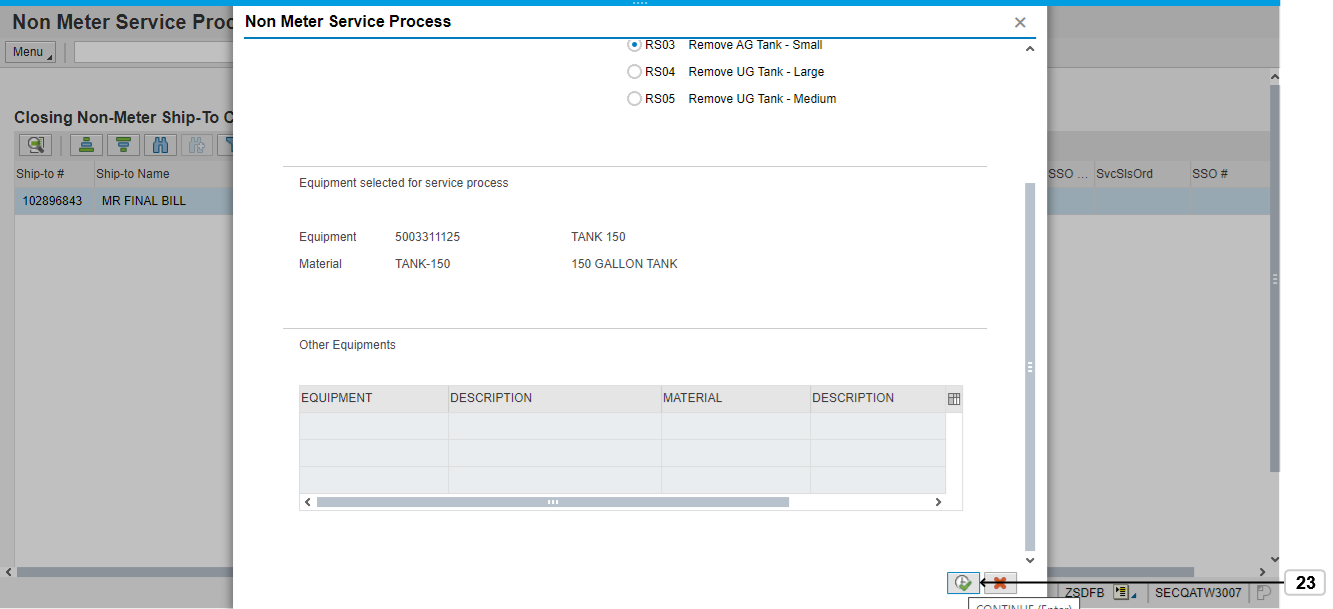 Non Meter Service Proc
Menu
Closing Non-Meter Ship-To C
Ship-to # Ship-to Name
102896843 MR FINAL BILL
Non Meter Service Process
RS03 Remove AG Tank - Small
RS04 Remove UG Tank - Large
RS05 Remove UG Tank - Medium
Equipment selected for service process
Equipment 5003311125 TANK 150
Material TANK-150 150 GALLON TANK
Other Equipments
EQUIPMENT DESCRIPTION MATERIAL DESCRIPTION
SSO ... SvcSlsOrd SSO #
23
ZSDFB SECQATW3007
CONTINUE (Enter)